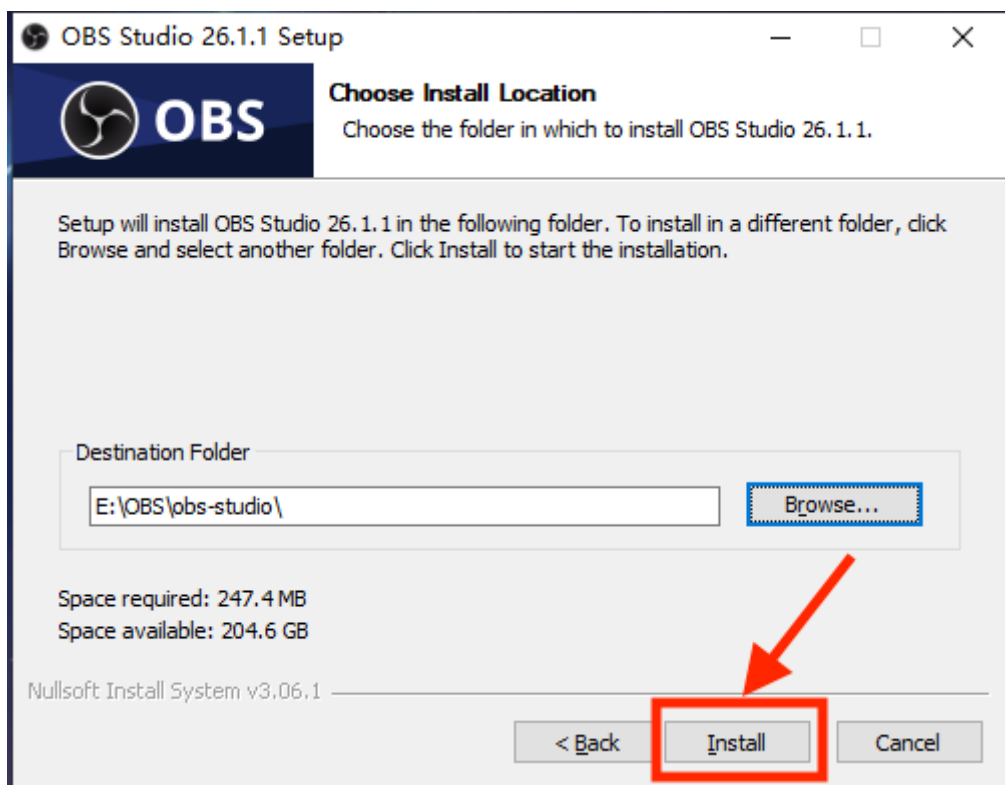 OBS Studio 26.1.1 Setup
OBS
Choose Install Location
Choose the folder in which to install OBS Studio 26.1.1.
Setup will install OBS Studio 26.1.1 in the following folder. To install in a different folder, click
Browse and select another folder. Click Install to start the installation.
Destination Folder
E:\OBS\obs-studio\
Browse...
Space required: 247.4 MB
Space available: 204.6 GB
Nullsoft Install System v3.06.1
< Back
Install
Cancel